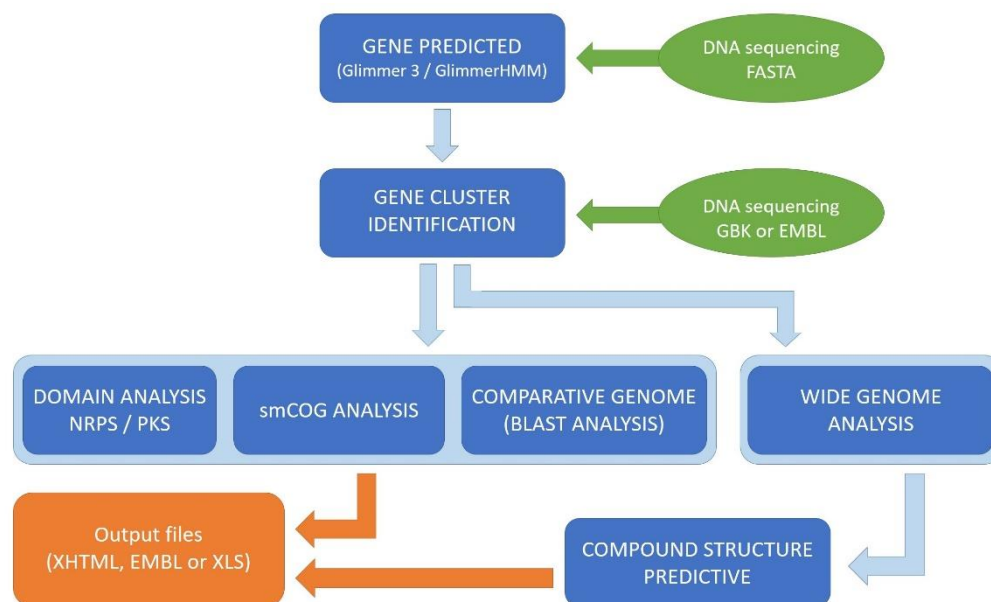 GENE PREDICTED
(Glimmer 3 / GlimmerHMM)
DNA sequencing
FASTA
GENE CLUSTER
IDENTIFICATION
DNA sequencing
GBK or EMBL
DOMAIN ANALYSIS
NRPS / PKS
smCOG ANALYSIS
COMPARATIVE GENOME
(BLAST ANALYSIS)
WIDE GENOME
ANALYSIS
Output files
(XHTML, EMBL or XLS)
COMPOUND STRUCTURE
PREDICTIVE